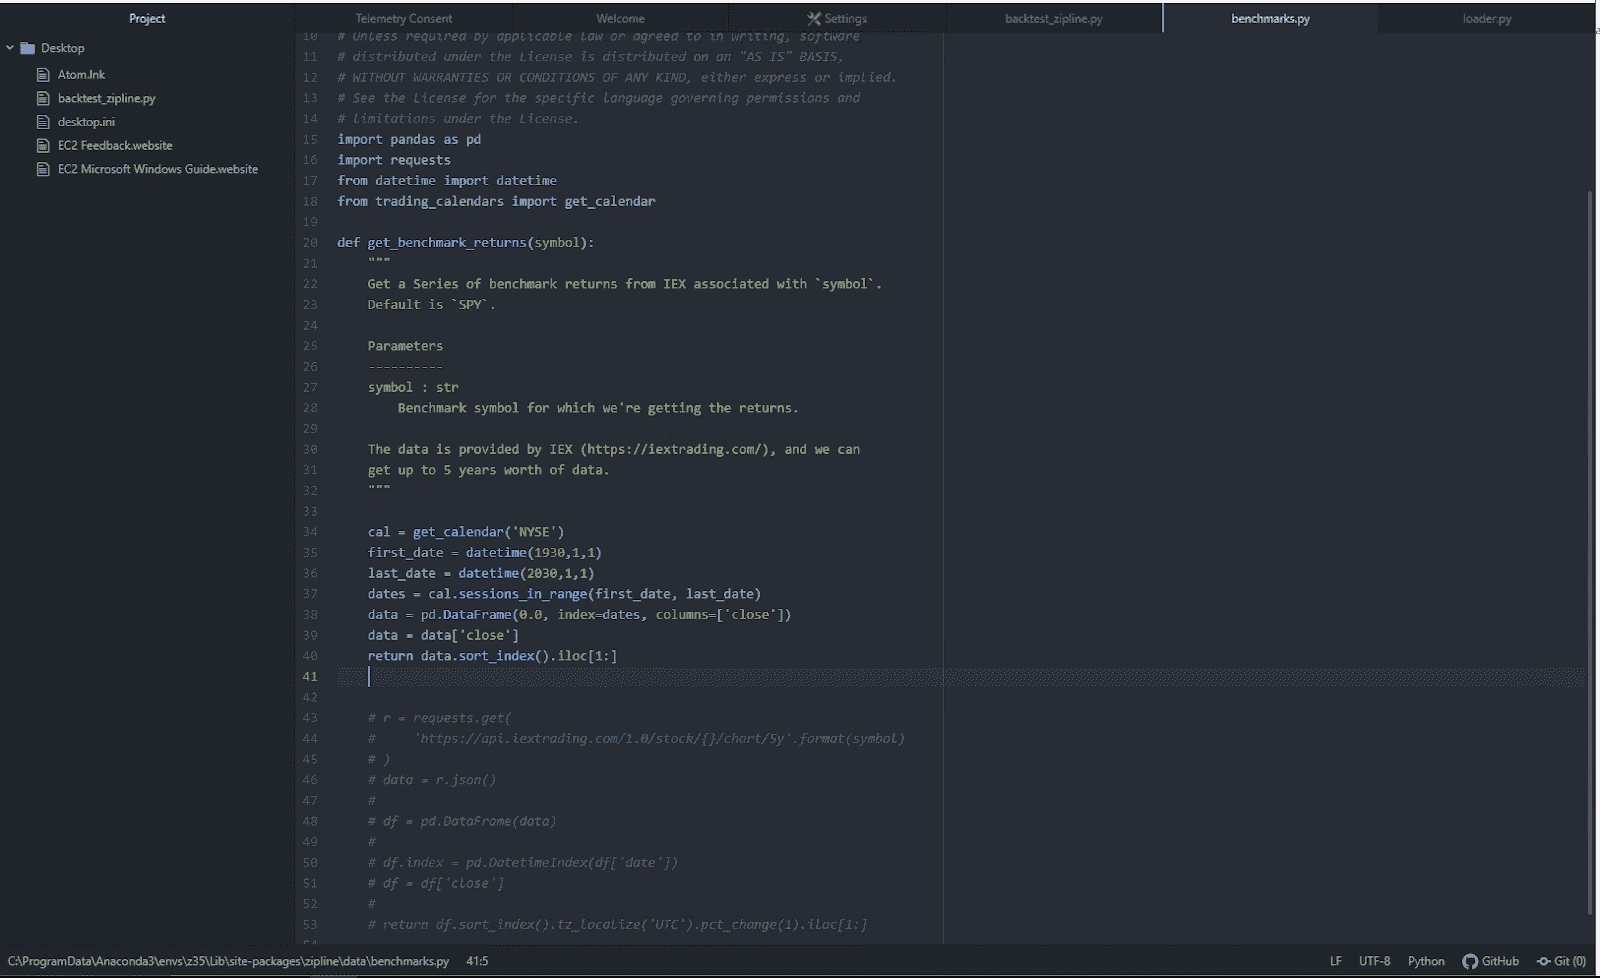 Project
Telemetry Consent
Welcome
Settings
backtest_zipline.py
benchmarks.py
loader.py
Desktop
Atom.lnk
backtest_zipline.py
desktop.ini
EC2 Feedback.website
EC2 Microsoft Windows Guide.website
10 # Unless required by applicable law or agreed to in writing, software
11 # distributed under the License is distributed on an "AS IS" BASIS,
12 # WITHOUT WARRANTIES OR CONDITIONS OF ANY KIND, either express or implied.
13 # See the License for the specific language governing permissions and
14 # limitations under the License.
15 import pandas as pd
16 import requests
17 from datetime import datetime
18 from trading_calendars import get_calendar
19
20 def get_benchmark_returns(symbol):
21     """
22     Get a Series of benchmark returns from IEX associated with `symbol`.
23     Default is `SPY`.
24
25     Parameters
26     ----------
27     symbol : str
28         Benchmark symbol for which we're getting the returns.
29
30     The data is provided by IEX (https://iextrading.com/), and we can
31     get up to 5 years worth of data.
32     """
33
34     cal = get_calendar('NYSE')
35     first_date = datetime(1930,1,1)
36     last_date = datetime(2030,1,1)
37     dates = cal.sessions_in_range(first_date, last_date)
38     data = pd.DataFrame(0.0, index=dates, columns=['close'])
39     data = data['close']
40     return data.sort_index().iloc[1:]
41
42
43     # r = requests.get(
44     #     'https://api.iextrading.com/1.0/stock/{}/chart/5y'.format(symbol)
45     # )
46     # data = r.json()
47     #
48     # df = pd.DataFrame(data)
49     #
50     # df.index = pd.DatetimeIndex(df['date'])
51     # df = df['close']
52     #
53     # return df.sort_index().tz_localize('UTC').pct_change(1).iloc[1:]
C:\ProgramData\Anaconda3\envs\z35\Lib\site-packages\zipline\data\benchmarks.py 41:5
LF UTF-8 Python GitHub Git (0)